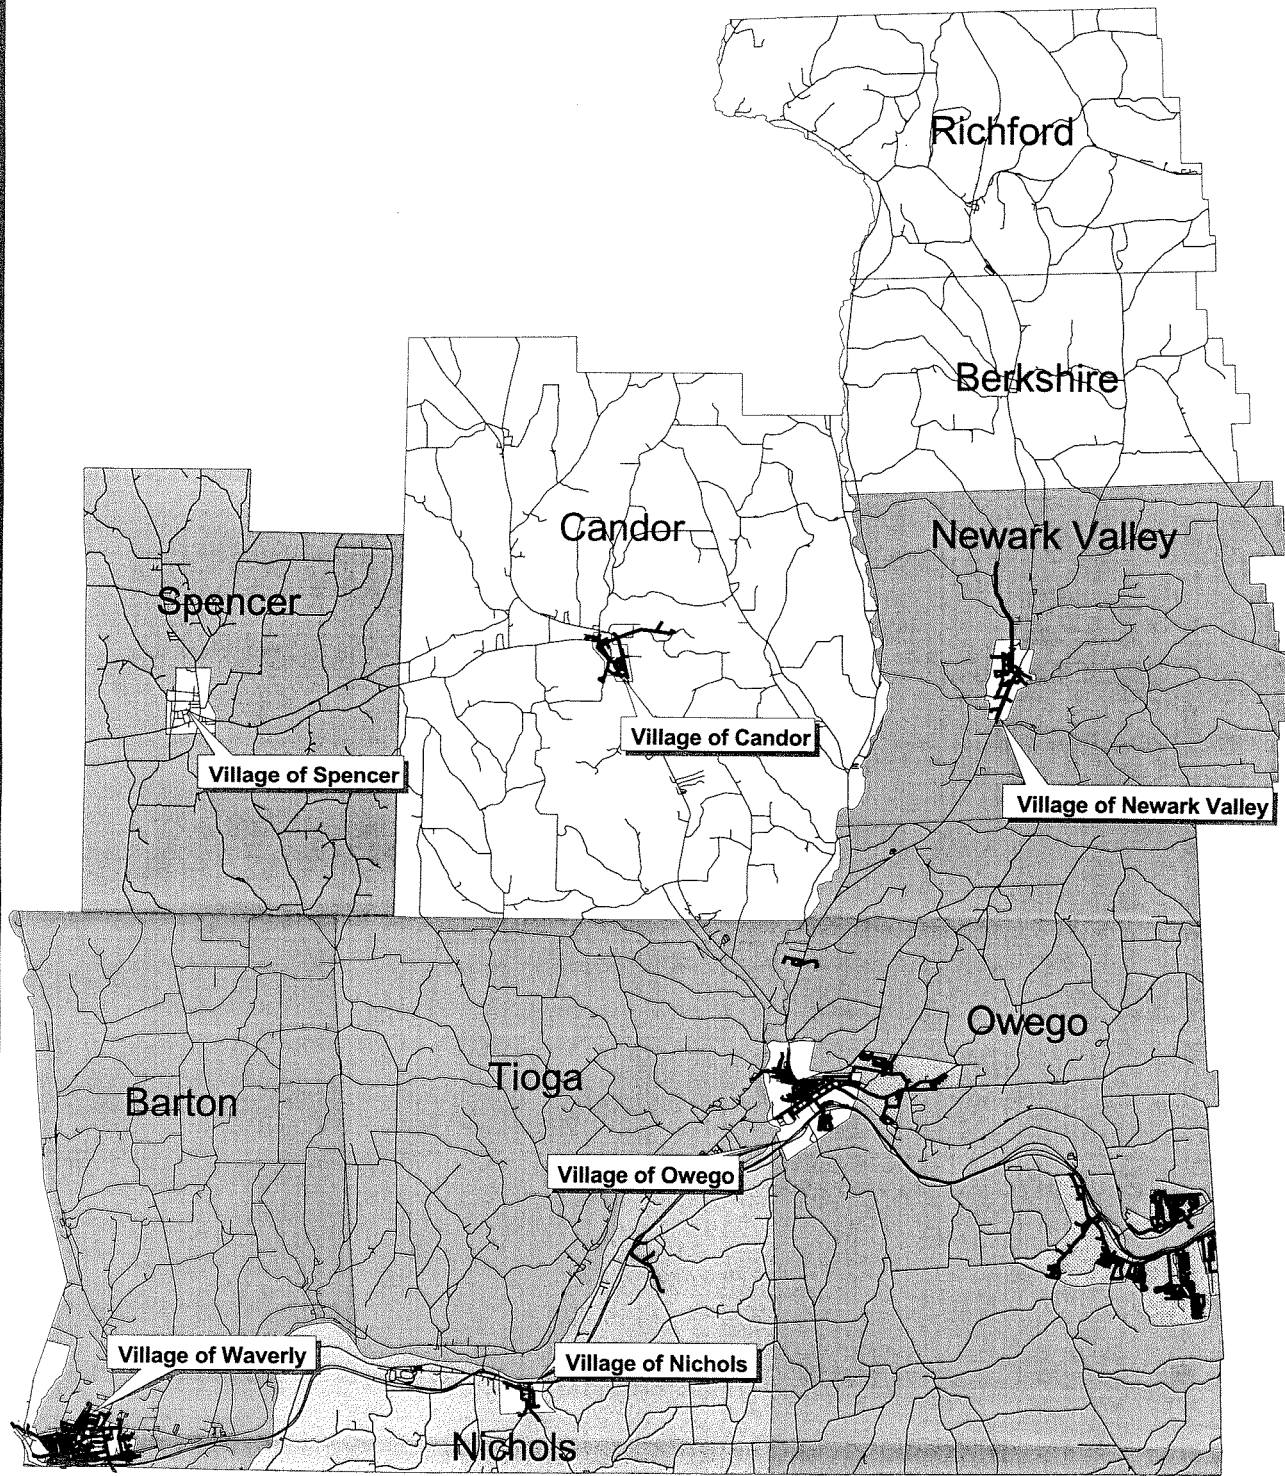 Richford
Berkshire
Candor
Newark Valley
Spencer
Village of Candor
Village of Spencer
Village of Newark Valley
Owego
Tioga
Barton
Village of Owego
Village of Waverly
Village of Nichols
Nichols